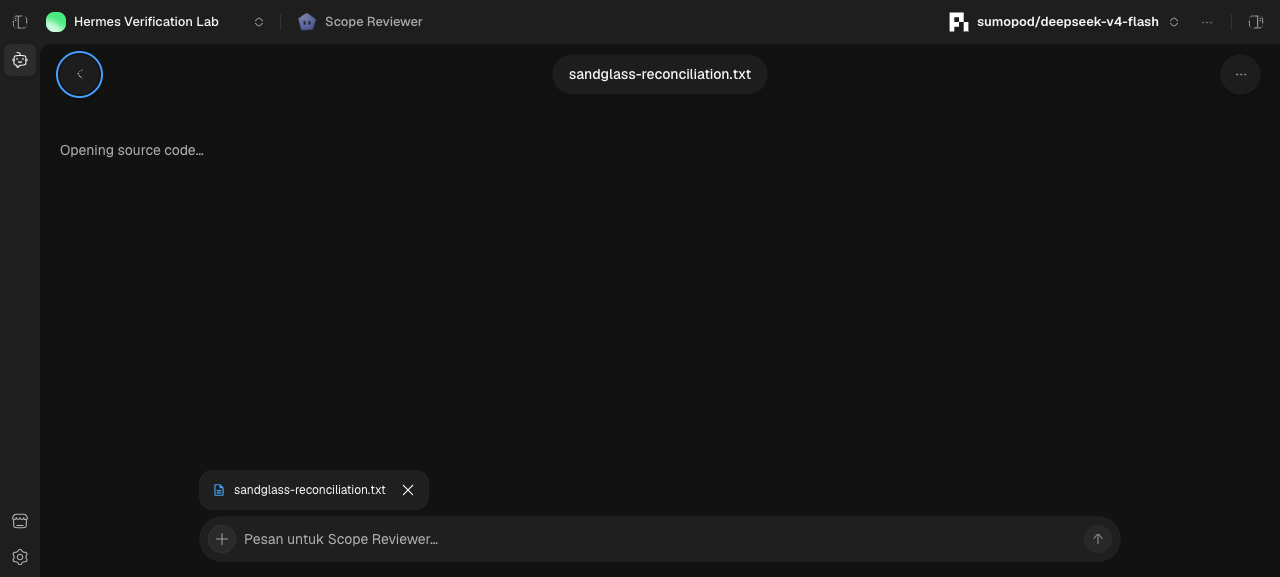 Hermes Verification Lab
Scope Reviewer
sumopod/deepseek-v4-flash
sandglass-reconciliation.txt
Opening source code…
sandglass-reconciliation.txt
Pesan untuk Scope Reviewer…